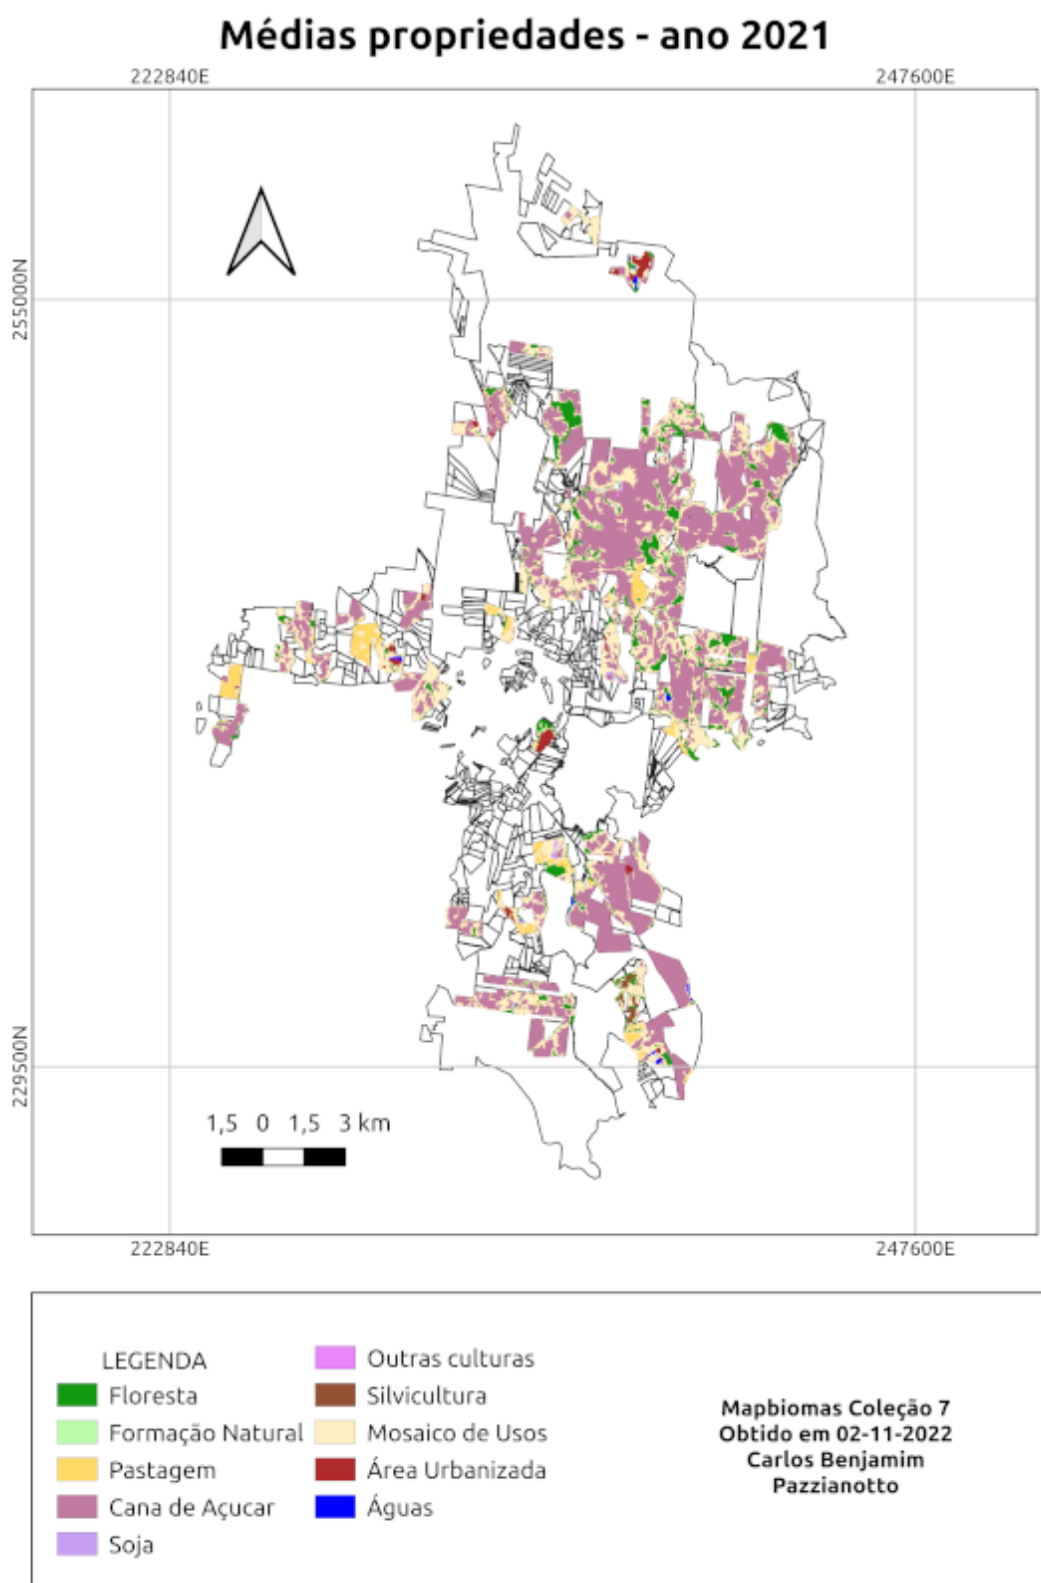 Médias propriedades - ano 2021
222840E 247600E
255000N
229500N
1,5 0 1,5 3 km
222840E 247600E
LEGENDA
Floresta
Formação Natural
Pastagem
Cana de Açucar
Soja
Outras culturas
Silvicultura
Mosaico de Usos
Área Urbanizada
Águas
Mapbiomas Coleção 7
Obtido em 02-11-2022
Carlos Benjamim
Pazzianotto